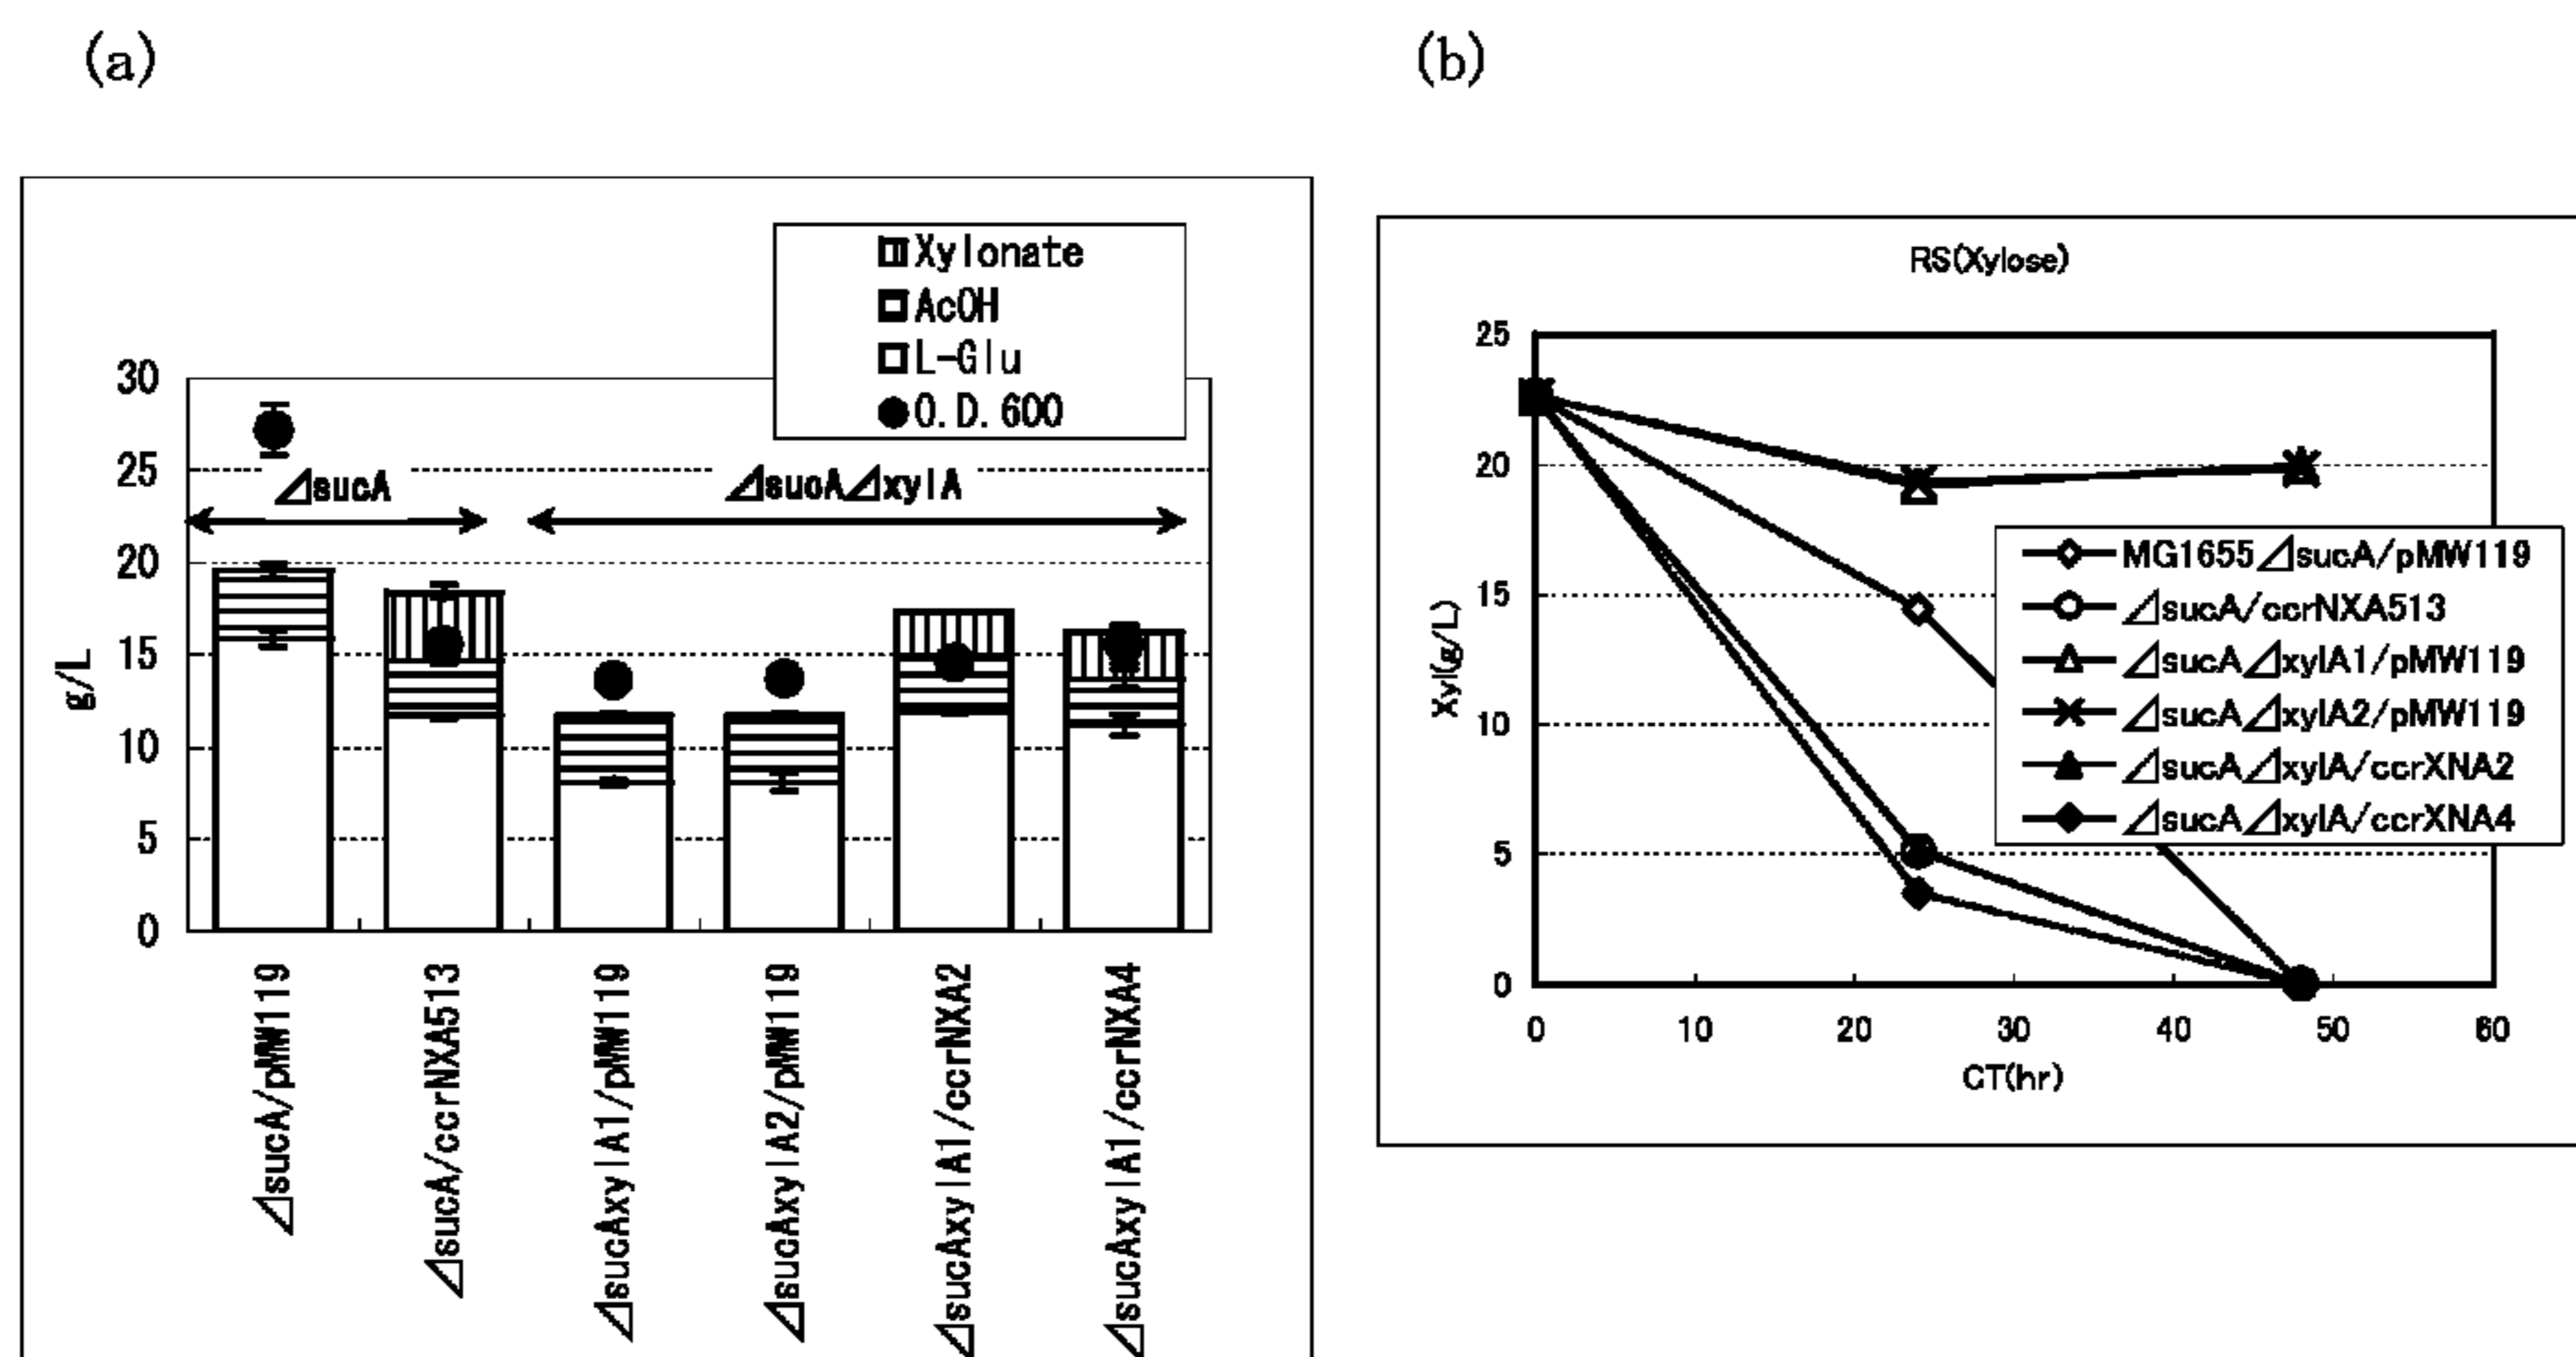 (a)
(b)
Xylonate
AcOH
L-Glu
O.D.600
30
25
20
15
10
5
0
g/L
⊿sucA
⊿sucA⊿xylA
⊿sucA/pMW119
⊿sucA/ccrNXA513
⊿sucAxylA1/pMW119
⊿sucAxylA2/pMW119
⊿sucAxylA1/ccrNXA2
⊿sucAxylA1/ccrNXA4
RS(Xylose)
25
20
15
10
5
0
Xyl(g/L)
MG1655⊿sucA/pMW119
⊿sucA/ccrNXA513
⊿sucA⊿xylA1/pMW119
⊿sucA⊿xylA2/pMW119
⊿sucA⊿xylA/ccrXNA2
⊿sucA⊿xylA/ccrXNA4
0 10 20 30 40 50 60
CT(hr)